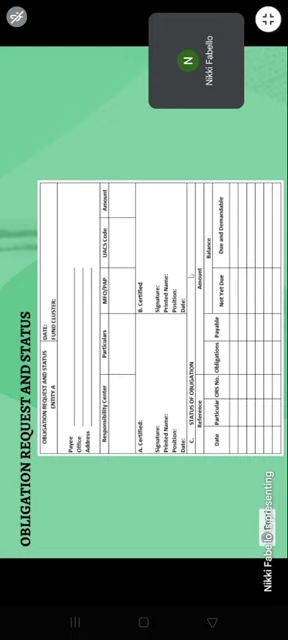 N
Nikki Fabello
OBLIGATION REQUEST AND STATUS
OBLIGATION REQUEST AND STATUS
ENTITY A
DATE:
FUND CLUSTER:
Payee
Office
Address
Responsibility Center Particulars MFO/PAP UACS Code Amount
A. Certified:
Signature:
Printed Name:
Position:
Date:
B. Certified
Signature:
Printed Name:
Position:
Date:
C. STATUS OF OBLIGATION
Reference Amount
Balance
Date Particular ORS No. Obligations Payable Not Yet Due Due and Demandable
Nikki Fabello